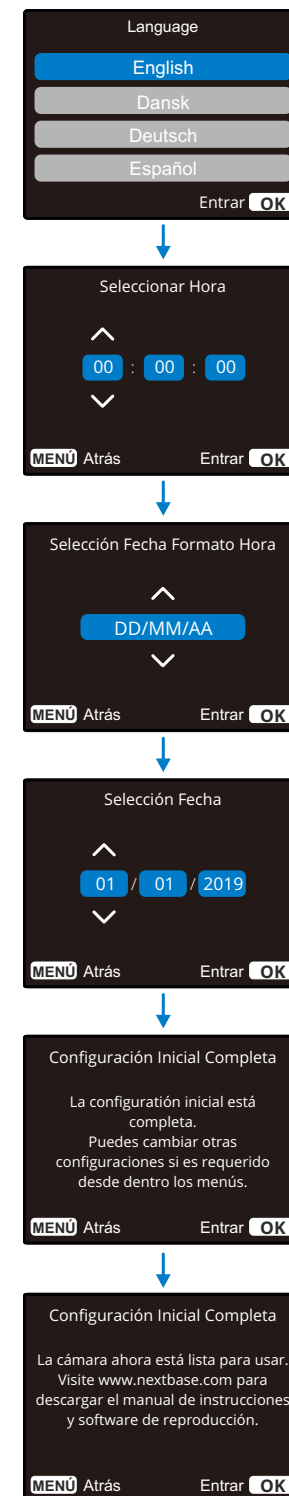 Language
English
Dansk
Deutsch
Español
Entrar OK
Seleccionar Hora
00 : 00 : 00
MENÚ Atrás Entrar OK
Selección Fecha Formato Hora
DD/MM/AA
MENÚ Atrás Entrar OK
Selección Fecha
01 / 01 / 2019
MENÚ Atrás Entrar OK
Configuración Inicial Completa
La configuratión inicial está
completa.
Puedes cambiar otras
configuraciones si es requerido
desde dentro los menús.
MENÚ Atrás Entrar OK
Configuración Inicial Completa
La cámara ahora está lista para usar.
Visite www.nextbase.com para
descargar el manual de instrucciones
y software de reproducción.
MENÚ Atrás Entrar OK